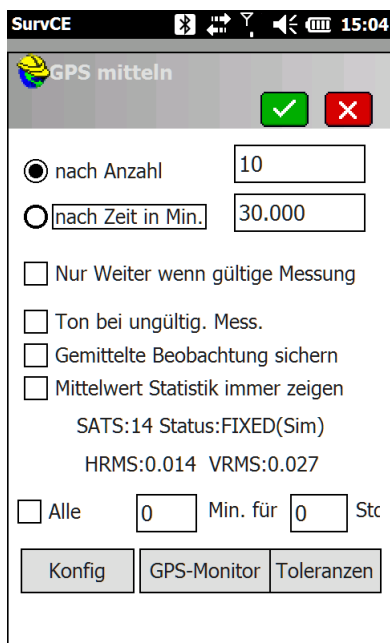 SurvCE 15:04
GPS mitteln
nach Anzahl 10
nach Zeit in Min. 30.000
Nur Weiter wenn gültige Messung
Ton bei ungültig. Mess.
Gemittelte Beobachtung sichern
Mittelwert Statistik immer zeigen
SATS:14 Status:FIXED(Sim)
HRMS:0.014 VRMS:0.027
Alle 0 Min. für 0 Std
Konfig GPS-Monitor Toleranzen